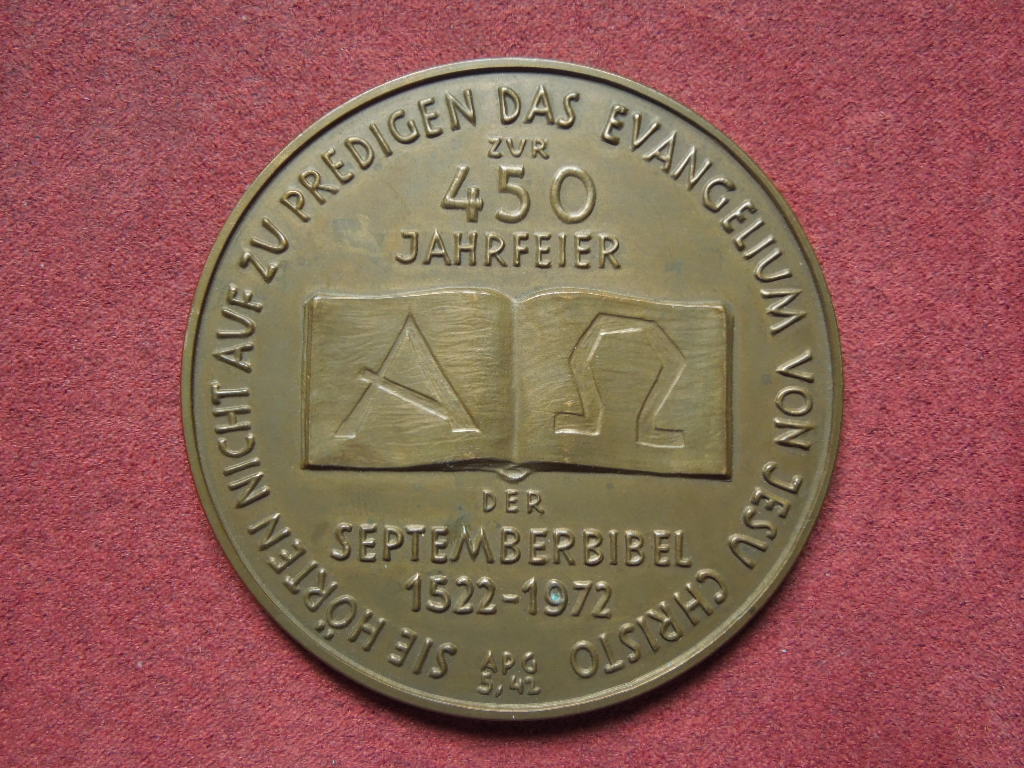 SIE HÖRTEN NICHT AUF ZU PREDIGEN DAS EVANGELIUM VON JESU CHRISTO
ZUR
450
JAHRFEIER
Α Ω
DER
SEPTEMBERBIBEL
1522-1972
APG
5,42